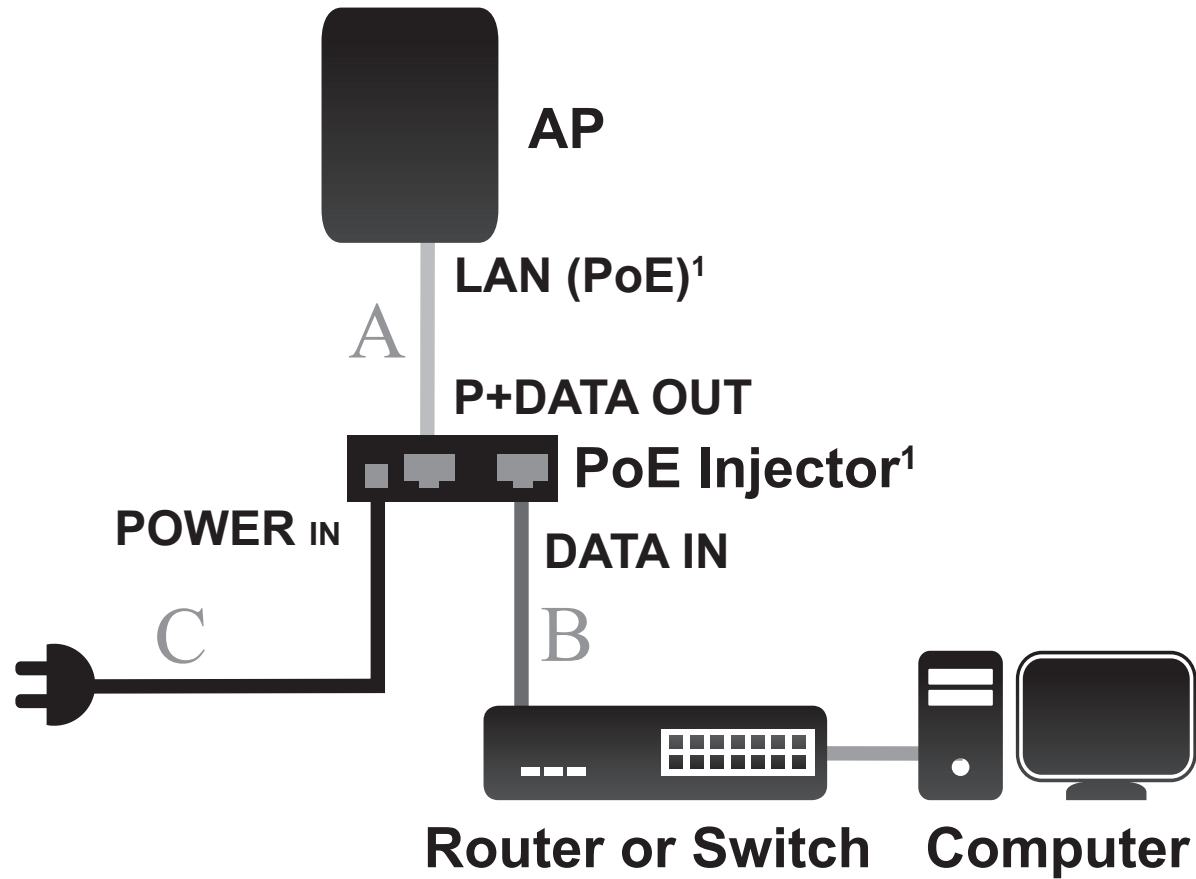 AP
LAN (PoE)¹
A
P+DATA OUT
PoE Injector¹
POWER IN
DATA IN
C
B
Router or Switch
Computer